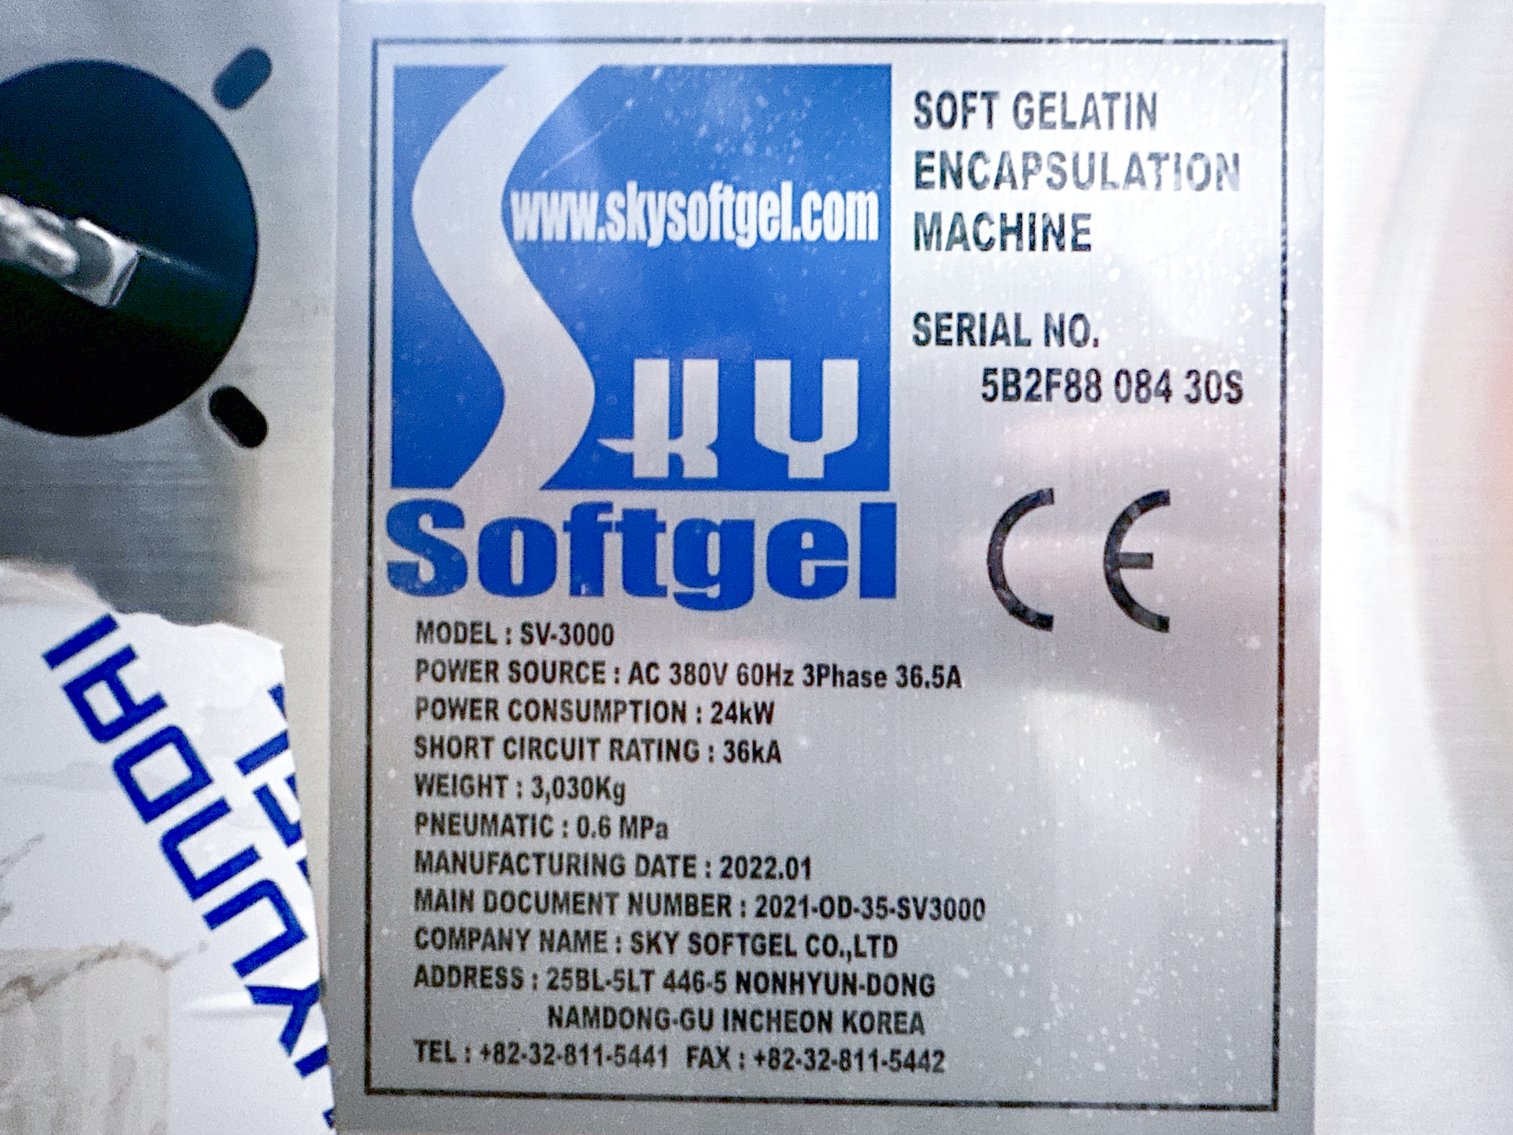 www.skysoftgel.com
SKY
Softgel
SOFT GELATIN
ENCAPSULATION
MACHINE
SERIAL NO.
5B2F88 084 30S
CE
MODEL : SV-3000
POWER SOURCE : AC 380V 60Hz 3Phase 36.5A
POWER CONSUMPTION : 24kW
SHORT CIRCUIT RATING : 36kA
WEIGHT : 3,030Kg
PNEUMATIC : 0.6 MPa
MANUFACTURING DATE : 2022.01
MAIN DOCUMENT NUMBER : 2021-OD-35-SV3000
COMPANY NAME : SKY SOFTGEL CO.,LTD
ADDRESS : 25BL-5LT 446-5 NONHYUN-DONG
NAMDONG-GU INCHEON KOREA
TEL : +82-32-811-5441 FAX : +82-32-811-5442